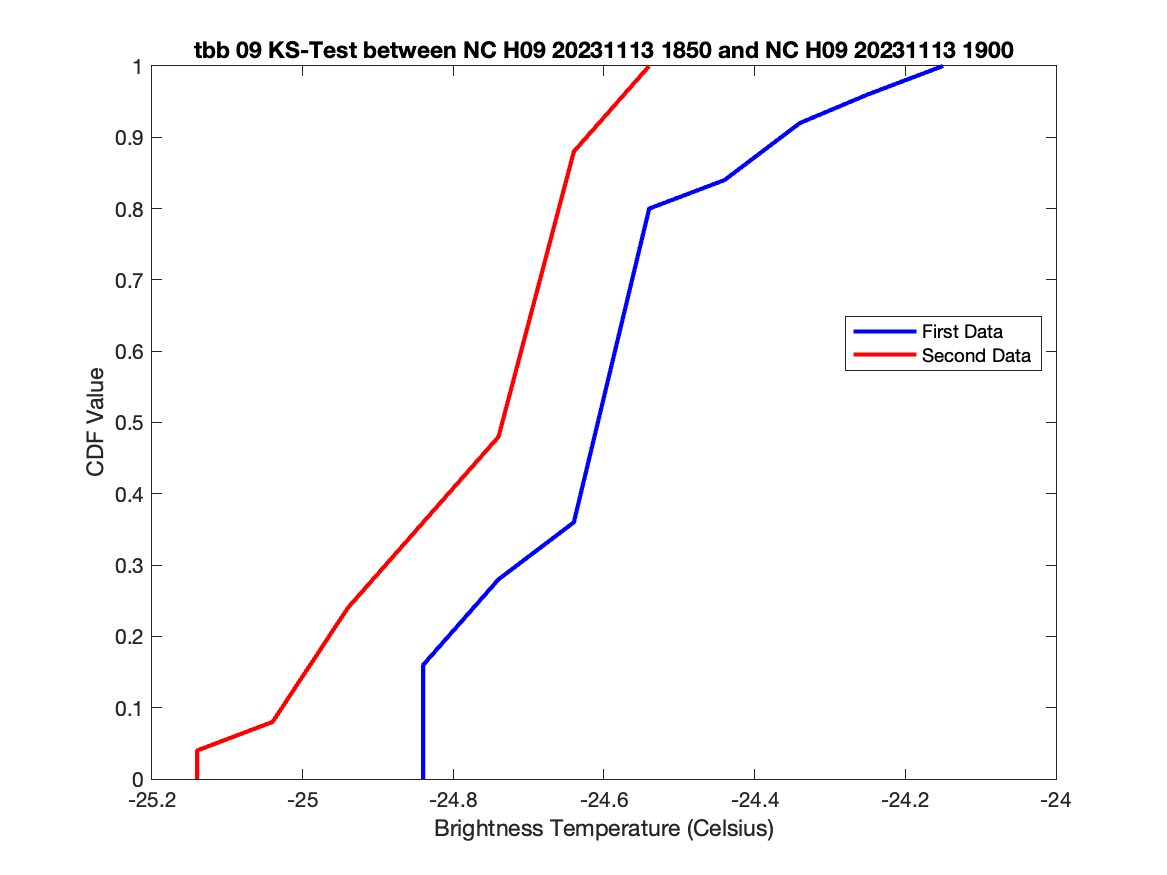 tbb 09 KS-Test between NC H09 20231113 1850 and NC H09 20231113 1900
1
0.9
0.8
0.7
0.6
0.5
0.4
0.3
0.2
0.1
0
CDF Value
First Data
Second Data
-25.2 -25 -24.8 -24.6 -24.4 -24.2 -24
Brightness Temperature (Celsius)